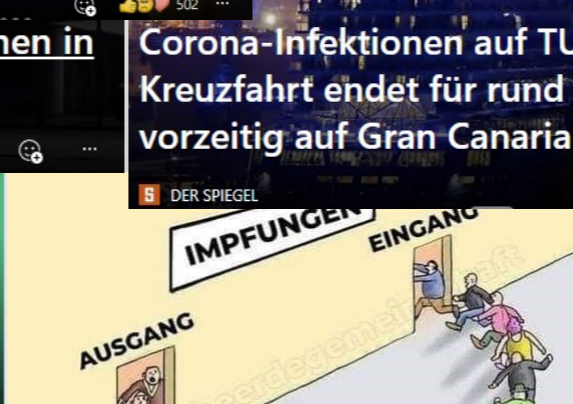 502 ...
nen in
...
Corona-Infektionen auf TU
Kreuzfahrt endet für rund
vorzeitig auf Gran Canaria
S DER SPIEGEL
IMPFUNGEN
EINGANG
AUSGANG